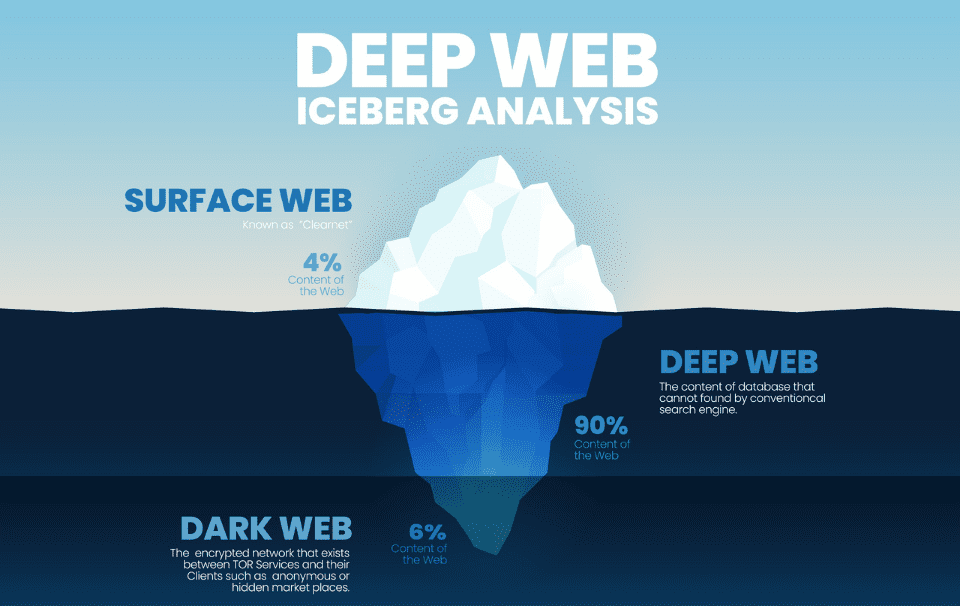 DEEP WEB
ICEBERG ANALYSIS
SURFACE WEB
Known as "Clearnet"
4%
Content of
the Web
DEEP WEB
The content of database that
cannot found by conventioncal
search engine.
90%
Content of
the Web
DARK WEB
The encrypted network that exists
between TOR Services and their
Clients such as anonymous or
hidden market places.
6%
Content of
the Web